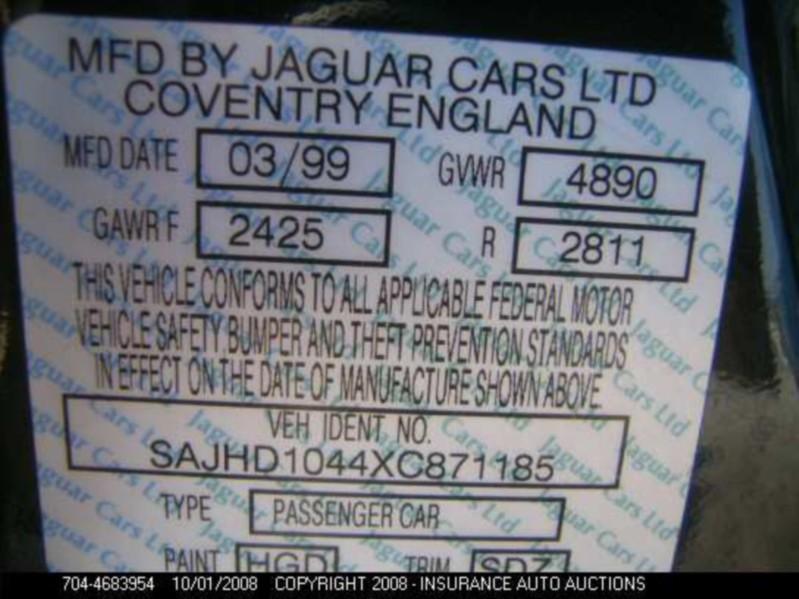 MFD BY JAGUAR CARS LTD
COVENTRY ENGLAND
MFD DATE 03/99 GVWR 4890
GAWR F 2425 R 2811
THIS VEHICLE CONFORMS TO ALL APPLICABLE FEDERAL MOTOR
VEHICLE SAFETY BUMPER AND THEFT PREVENTION STANDARDS
IN EFFECT ON THE DATE OF MANUFACTURE SHOWN ABOVE
VEH IDENT NO.
SAJHD1044XC871185
TYPE PASSENGER CAR
PAINT HGD TRIM SDZ
704-4683954 10/01/2008 COPYRIGHT 2008 - INSURANCE AUTO AUCTIONS